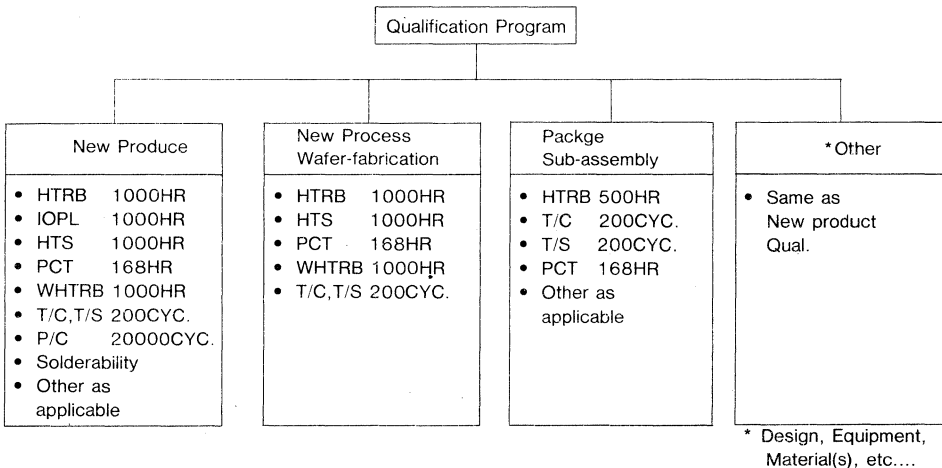 Qualification Program
New Produce
• HTRB 1000HR
• IOPL 1000HR
• HTS 1000HR
• PCT 168HR
• WHTRB 1000HR
• T/C,T/S 200CYC.
• P/C 20000CYC.
• Solderability
• Other as
applicable
New Process
Wafer-fabrication
• HTRB 1000HR
• HTS 1000HR
• PCT 168HR
• WHTRB 1000HR
• T/C,T/S 200CYC.
Packge
Sub-assembly
• HTRB 500HR
• T/C 200CYC.
• T/S 200CYC.
• PCT 168HR
• Other as
applicable
*Other
• Same as
New product
Qual.
* Design, Equipment,
Material(s), etc....